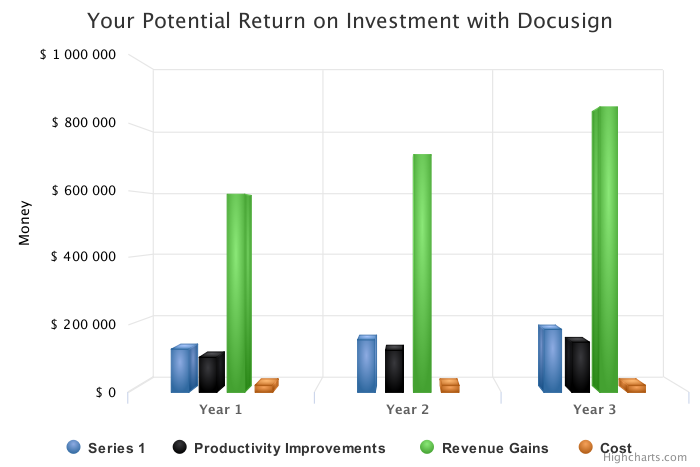 Your Potential Return on Investment with Docusign
$ 1 000 000
$ 800 000
$ 600 000
$ 400 000
$ 200 000
$ 0
Money
Year 1
Year 2
Year 3
Series 1
Productivity Improvements
Revenue Gains
Cost
Highcharts.com